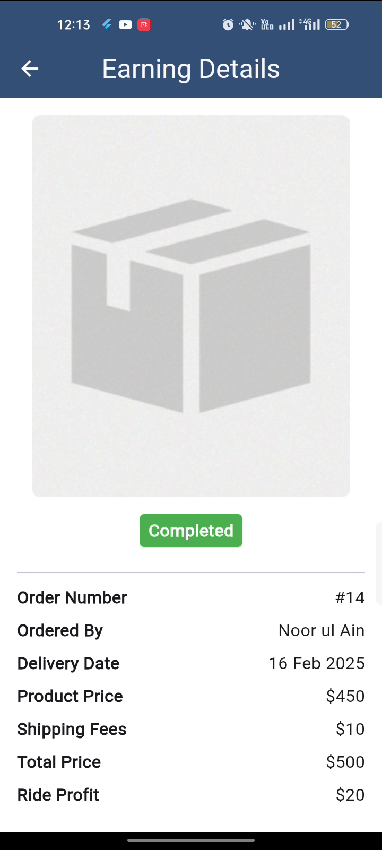 12:13 52
Earning Details
Completed
Order Number #14
Ordered By Noor ul Ain
Delivery Date 16 Feb 2025
Product Price $450
Shipping Fees $10
Total Price $500
Ride Profit $20